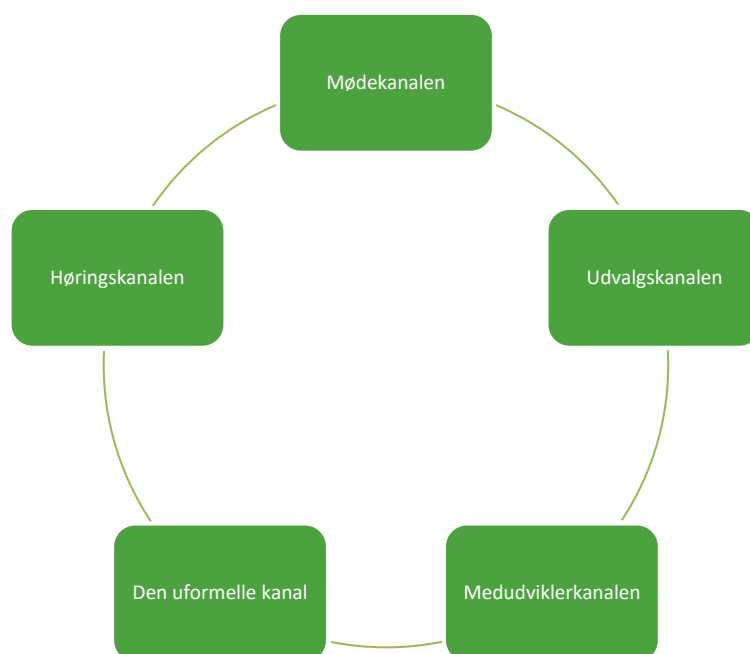 Mødekanalen
Udvalgskanalen
Medudviklerkanalen
Den uformelle kanal
Høringskanalen